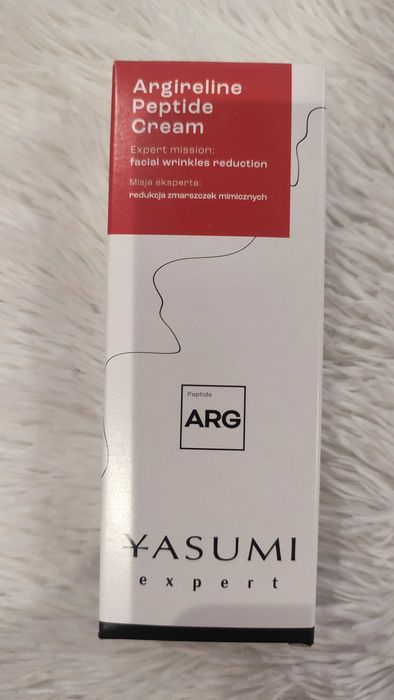 Argireline
Peptide
Cream
Expert mission:
facial wrinkles reduction
Misja eksperta:
redukcja zmarszczek mimicznych
Peptide
ARG
YASUMI
expert